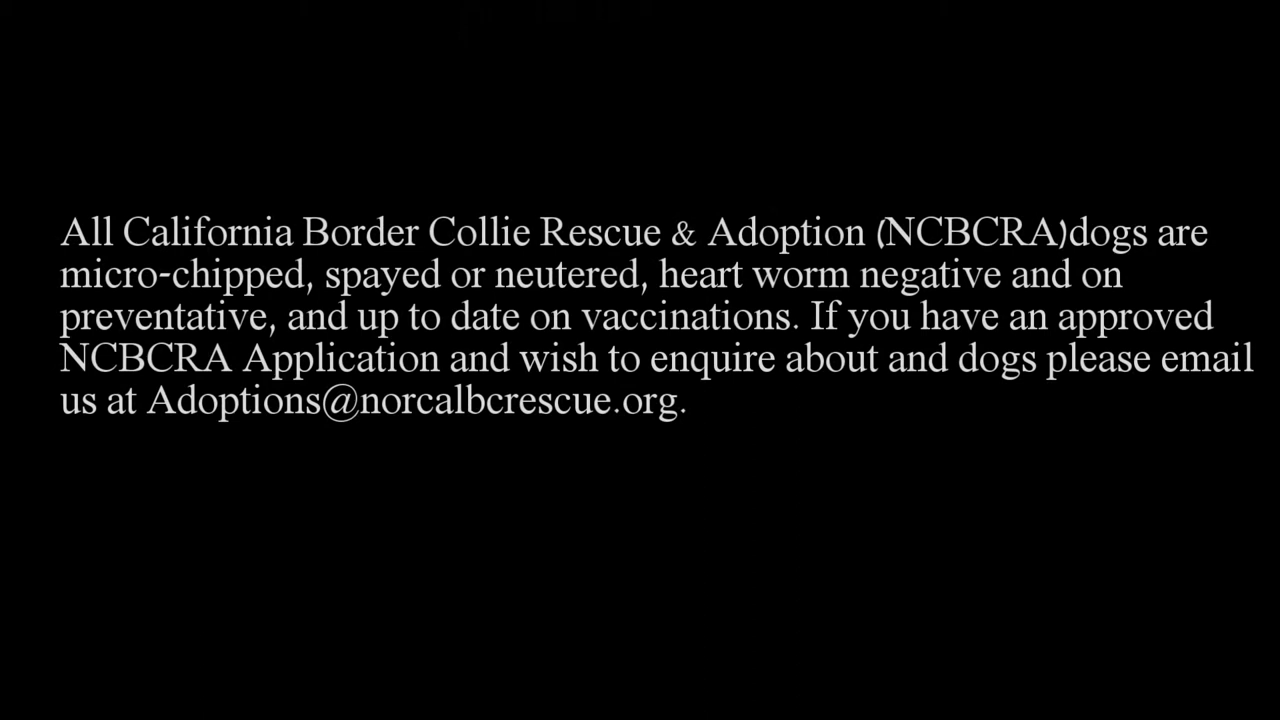 All California Border Collie Rescue & Adoption (NCBCRA)dogs are
micro-chipped, spayed or neutered, heart worm negative and on
preventative, and up to date on vaccinations. If you have an approved
NCBCRA Application and wish to enquire about and dogs please email
us at Adoptions@norcalbcrescue.org.